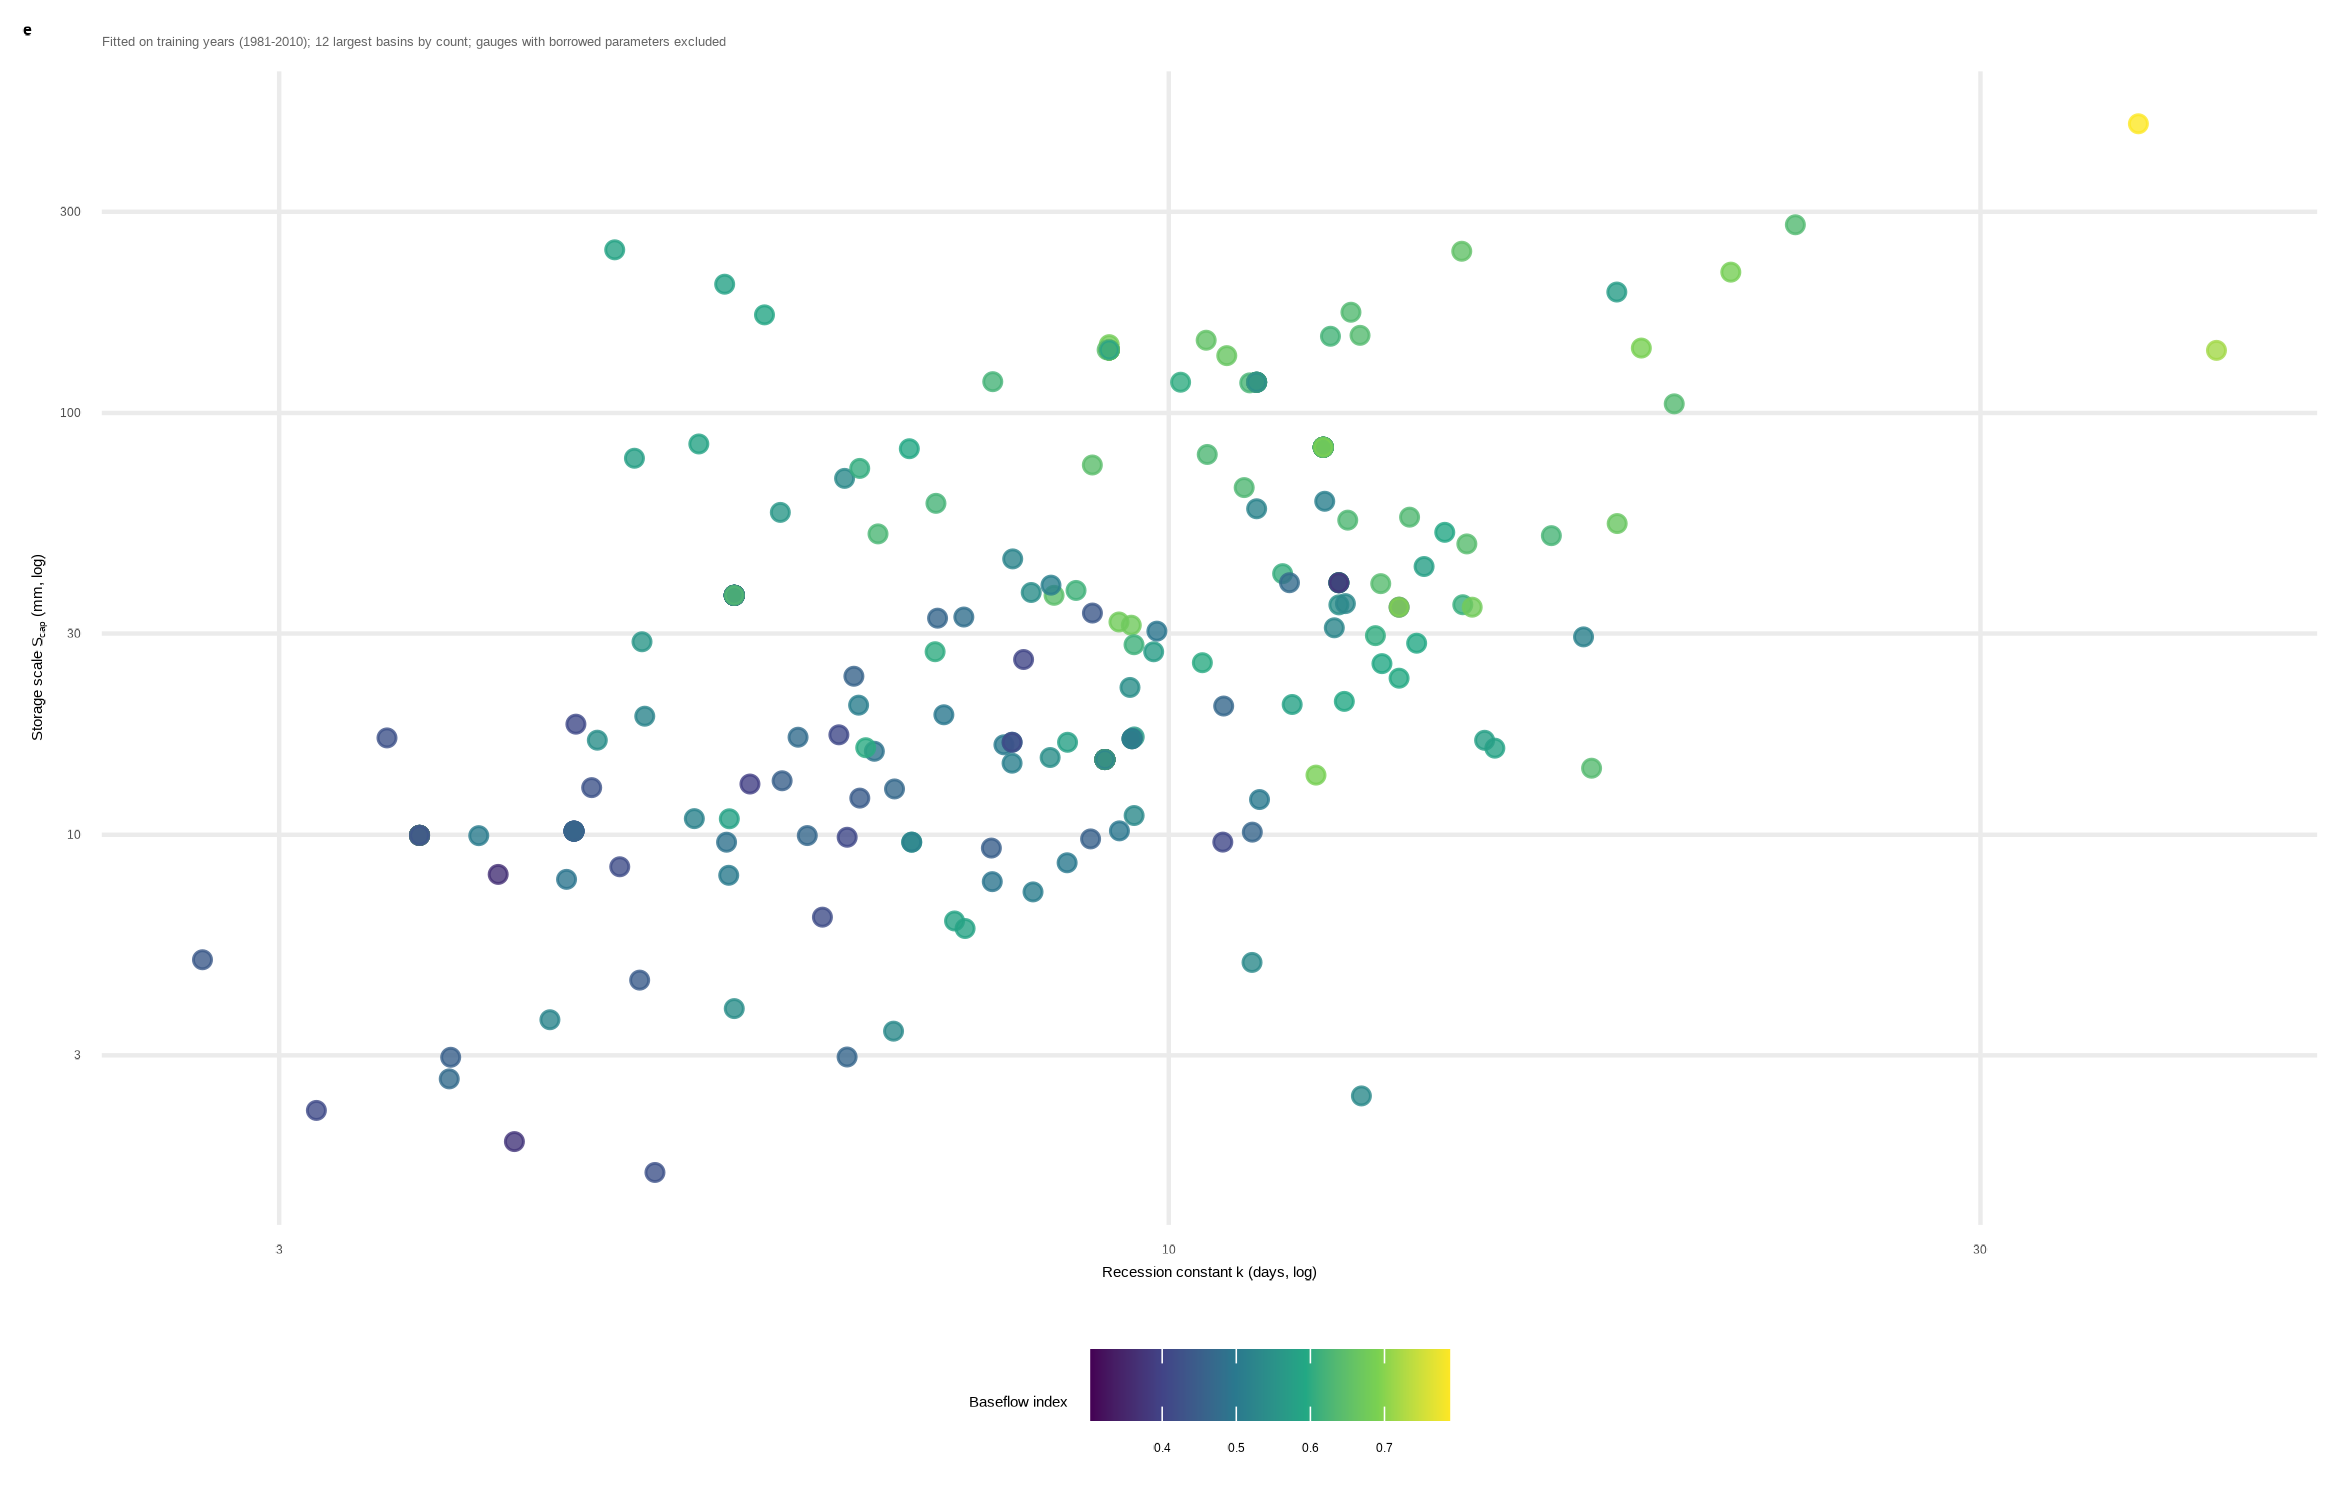 e
Fitted on training years (1981-2010); 12 largest basins by count; gauges with borrowed parameters excluded
Storage scale Scap (mm, log)
300
100
30
10
3
3
10
30
Recession constant k (days, log)
Baseflow index
0.4
0.5
0.6
0.7